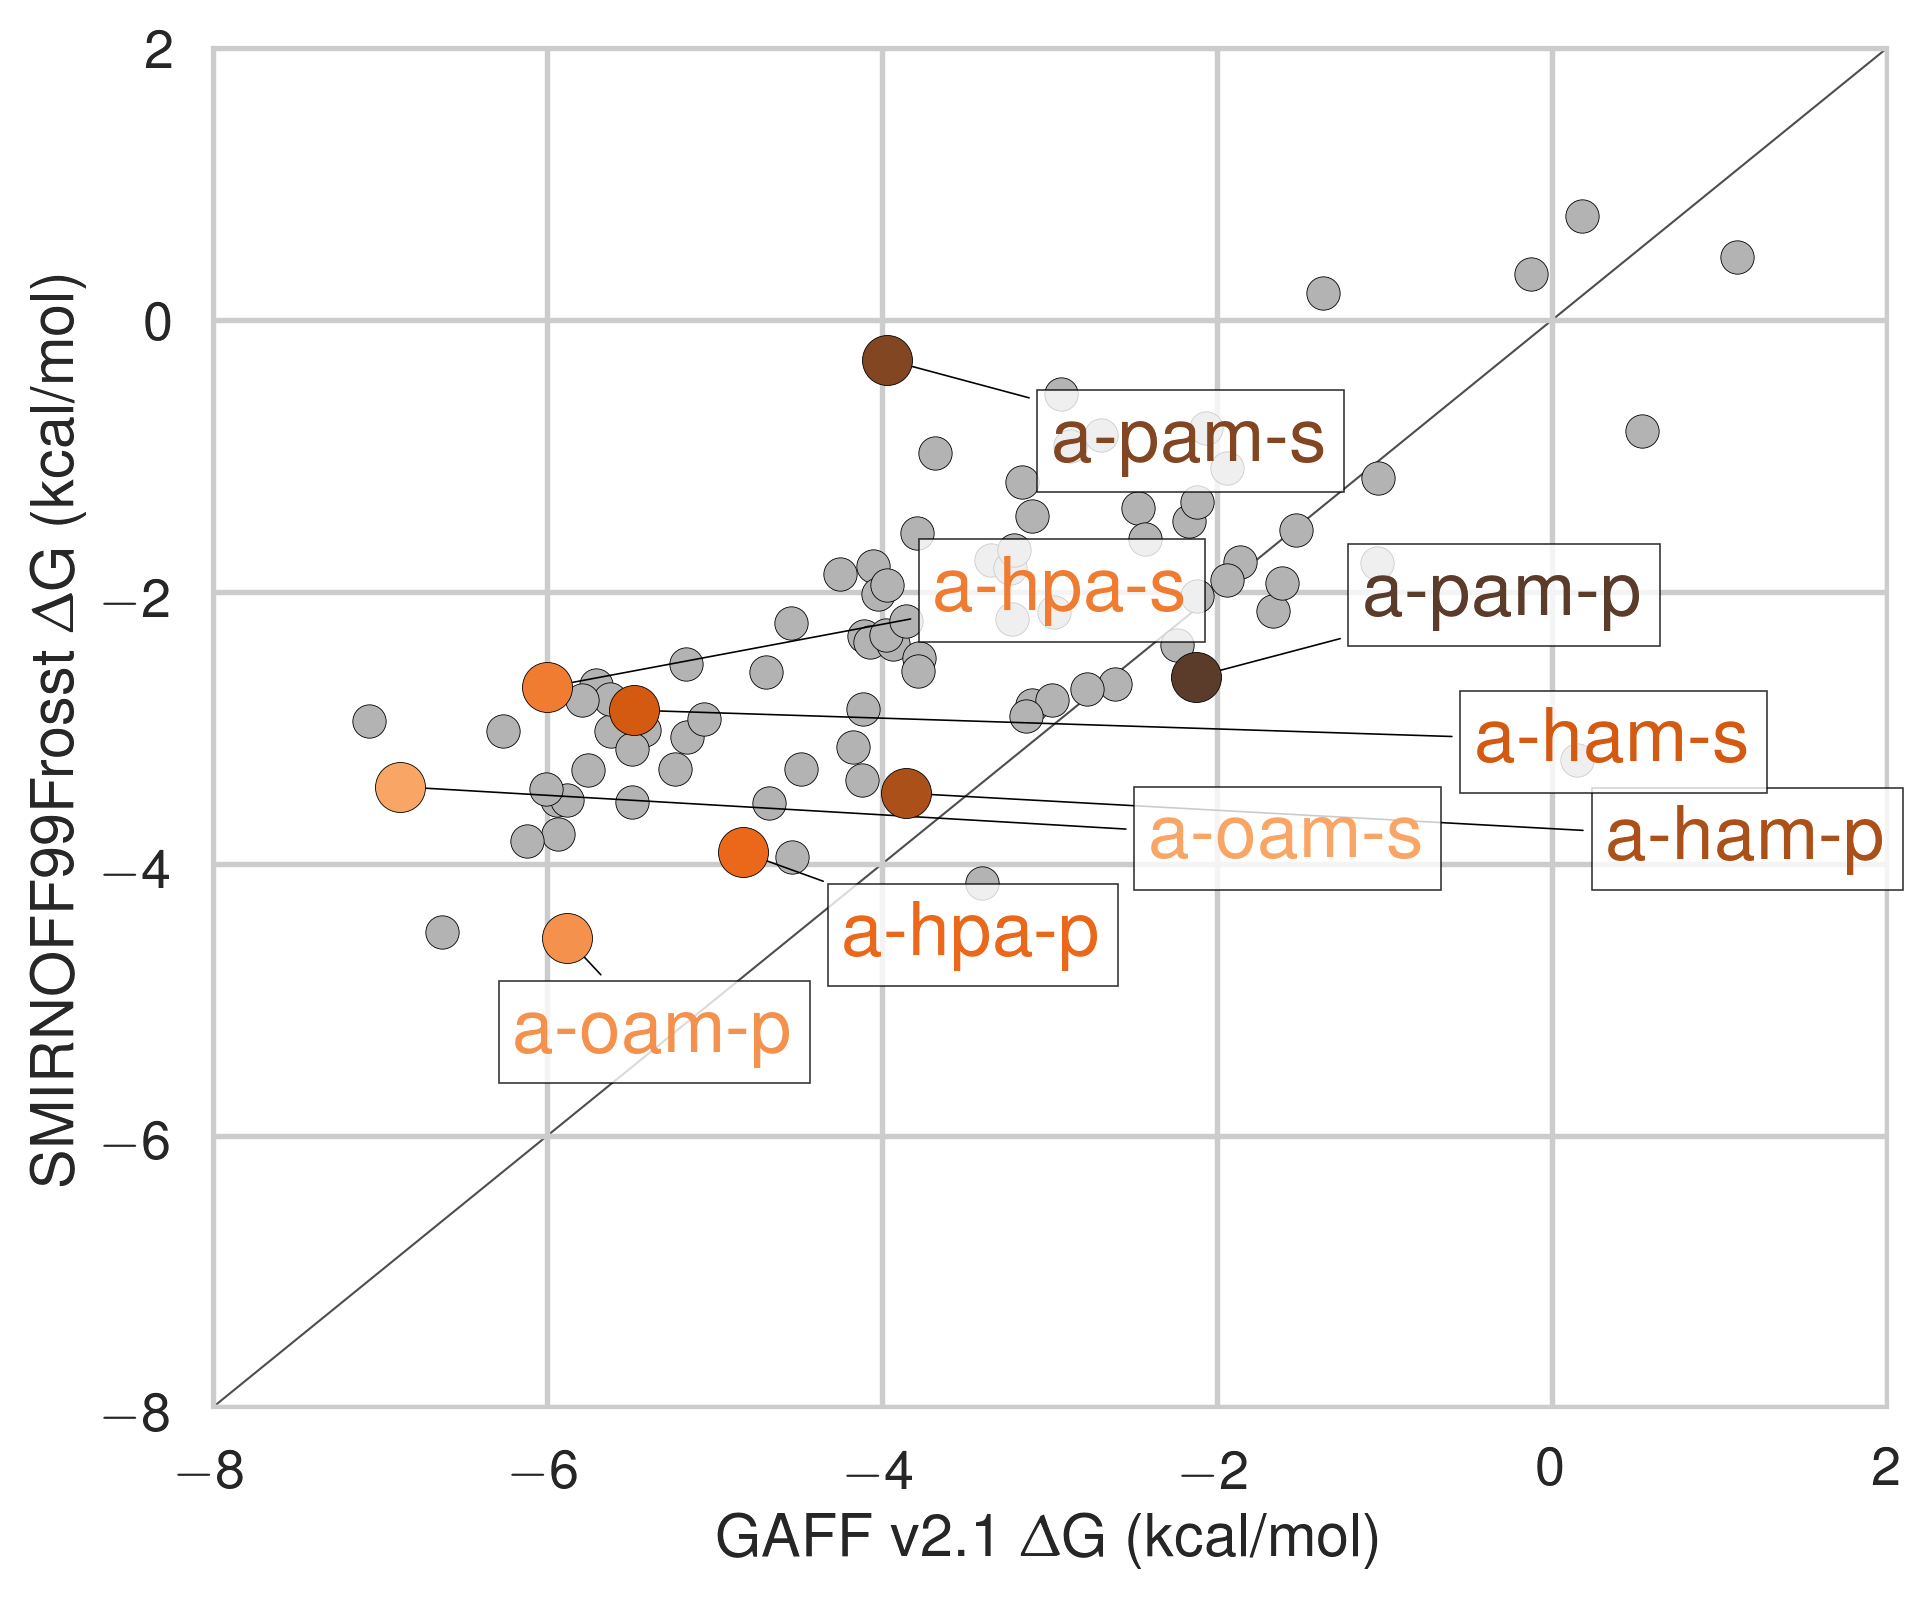 2
0
−2
−4
−6
−8
SMIRNOFF99Frosst ΔG (kcal/mol)
a-pam-s
a-hpa-s
a-pam-p
a-ham-s
a-oam-s
a-ham-p
a-hpa-p
a-oam-p
−8 −6 −4 −2 0 2
GAFF v2.1 ΔG (kcal/mol)